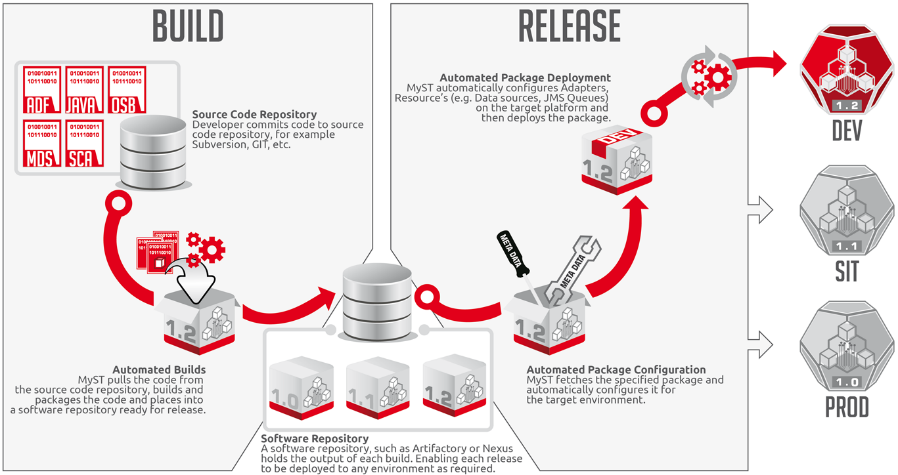 BUILD
010010011
101110010
ADF
010010011
101110010
JAVA
010010011
101110010
OSB
010010011
101110010
MDS
010010011
101110010
SCA
Source Code Repository
Developer commits code to source
code repository, for example
Subversion, GIT, etc.
1.2
Automated Builds
MyST pulls the code from
the source code repository, builds and
packages the code and places into
a software repository ready for release.
1.0
1.1
1.2
Software Repository
A software repository, such as Artifactory or Nexus
holds the output of each build. Enabling each release
to be deployed to any environment as required.
RELEASE
Automated Package Deployment
MyST automatically configures Adapters,
Resource's (e.g. Data sources, JMS Queues)
on the target platform and
then deploys the package.
DEV
1.2
META DATA
META DATA
1.2
Automated Package Configuration
MyST fetches the specified package and
automatically configures it for
the target environment.
1.2
DEV
1.1
SIT
1.0
PROD